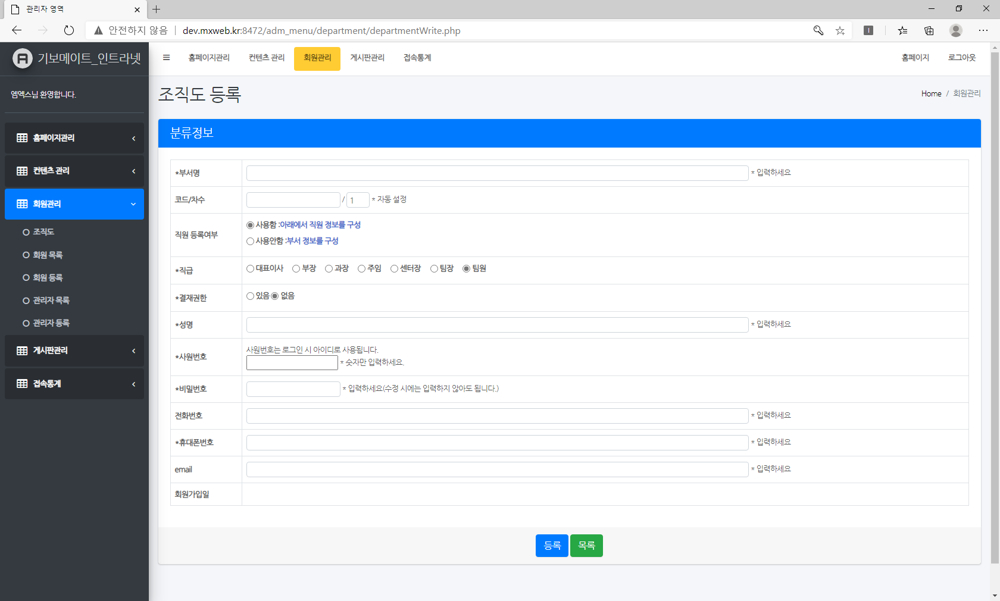 관리자 영역
안전하지 않음 | dev.mxweb.kr:8472/adm_menu/department/departmentWrite.php
기보메이트_인트라넷
홈페이지관리 컨텐츠 관리 회원관리 게시판관리 접속통계 홈페이지 로그아웃
엠엑스님 환영합니다.
홈페이지관리
컨텐츠 관리
회원관리
조직도
회원 목록
회원 등록
관리자 목록
관리자 등록
게시판관리
접속통계
조직도 등록
Home / 회원관리
분류정보
*부서명 * 입력하세요
코드/차수 / 1 * 자동 설정
직원 등록여부 사용함 :아래에서 직원 정보를 구성
사용안함 :부서 정보를 구성
*직급 대표이사 부장 과장 주임 센터장 팀장 팀원
*결재권한 있음 없음
*성명 * 입력하세요
*사원번호 사원번호는 로그인 시 아이디로 사용됩니다.
* 숫자만 입력하세요.
*비밀번호 * 입력하세요(수정 시에는 입력하지 않아도 됩니다.)
전화번호 * 입력하세요
*휴대폰번호 * 입력하세요
email * 입력하세요
회원가입일
등록 목록